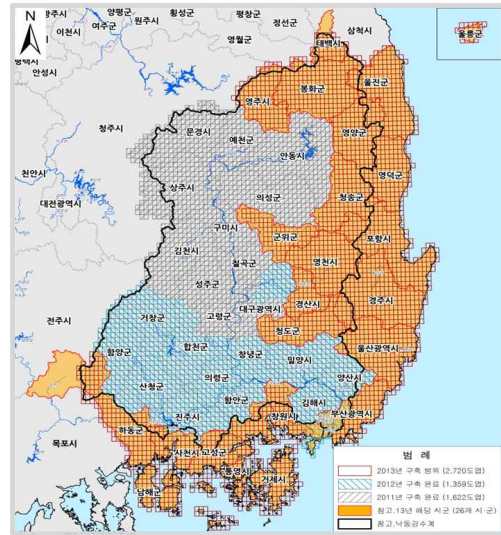 N
광주시
양평군
횡성군
평창군
여주시
원주시
정선군
삼척시
울릉군
이천시
영월군
태백시
평택시
안성시
봉화군
울진군
영주시
청주시
문경시
예천군
영양군
안동시
천안시
영덕군
상주시
의성군
청송군
대전광역시
구미시
군위군
포항시
김천시
칠곡군
영천시
성주군
대구광역시
경산시
경주시
고령군
거창군
청도군
전주시
울산광역시
함양군
합천군
창녕군
밀양시
산청군
의령군
양산시
함안군
김해시
진주시
창원시
부산광역시
하동군
목포시
사천시
고성군
통영시
거제시
남해군
범 례
2013년 구축 범위 (2,720도엽)
2012년 구축 완료 (1,359도엽)
2011년 구축 완료 (1,622도엽)
참고.13년 해당 시군 (26개 시·군)
참고.낙동강수계